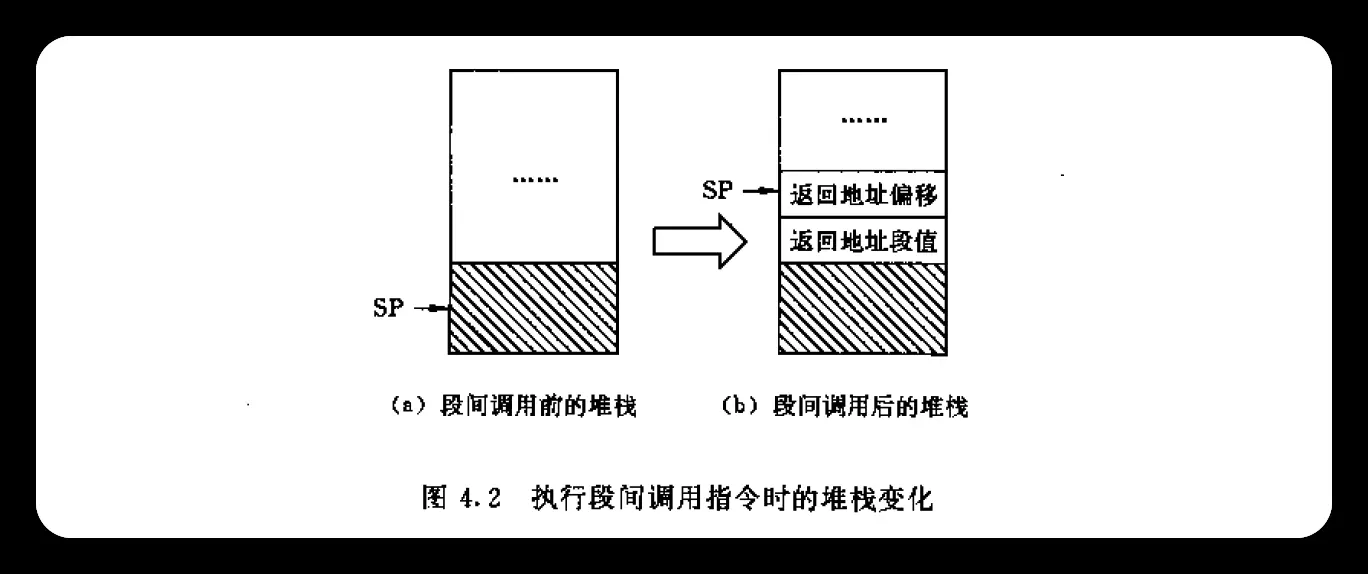 ……
……
SP
返回地址偏移
返回地址段值
SP
(a) 段间调用前的堆栈
(b) 段间调用后的堆栈
图 4.2 执行段间调用指令时的堆栈变化